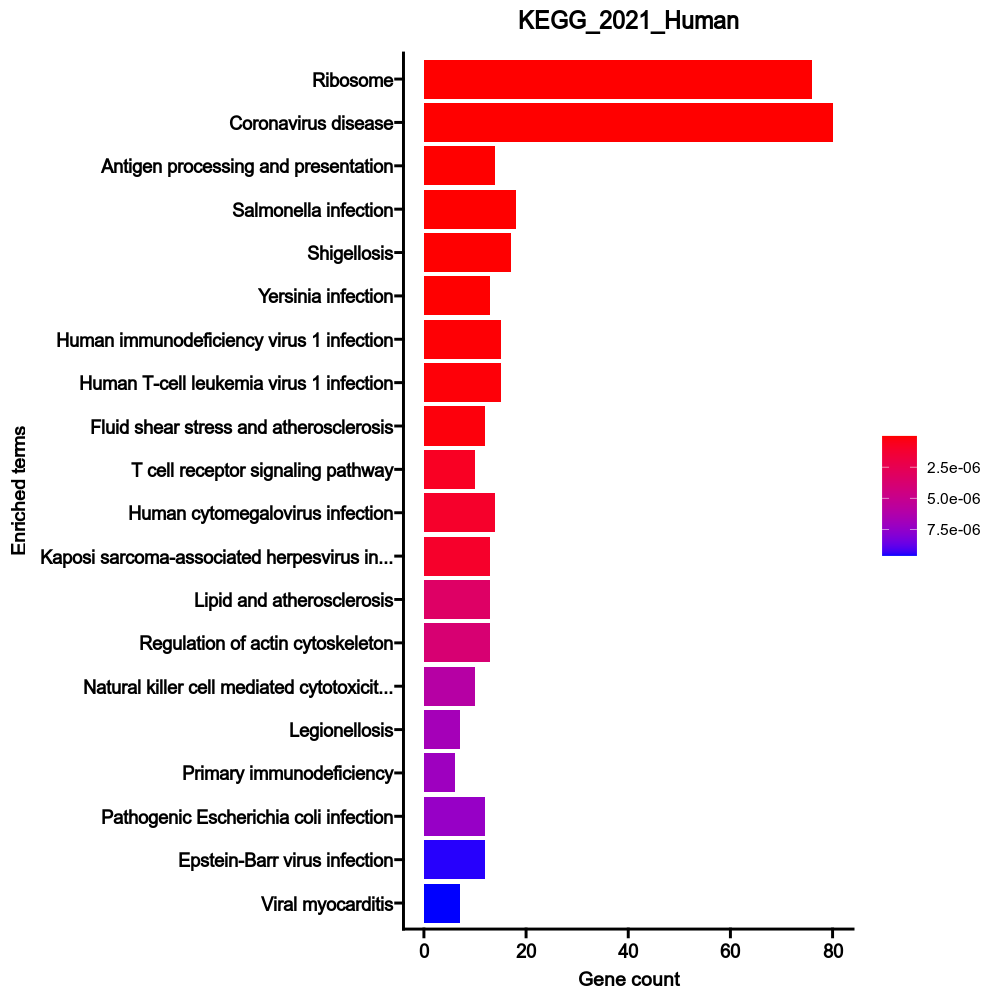 KEGG_2021_Human
Ribosome
Coronavirus disease
Antigen processing and presentation
Salmonella infection
Shigellosis
Yersinia infection
Human immunodeficiency virus 1 infection
Human T-cell leukemia virus 1 infection
Fluid shear stress and atherosclerosis
T cell receptor signaling pathway
Human cytomegalovirus infection
Kaposi sarcoma-associated herpesvirus in...
Lipid and atherosclerosis
Regulation of actin cytoskeleton
Natural killer cell mediated cytotoxicit...
Legionellosis
Primary immunodeficiency
Pathogenic Escherichia coli infection
Epstein-Barr virus infection
Viral myocarditis
Enriched terms
0 20 40 60 80
Gene count
2.5e-06
5.0e-06
7.5e-06